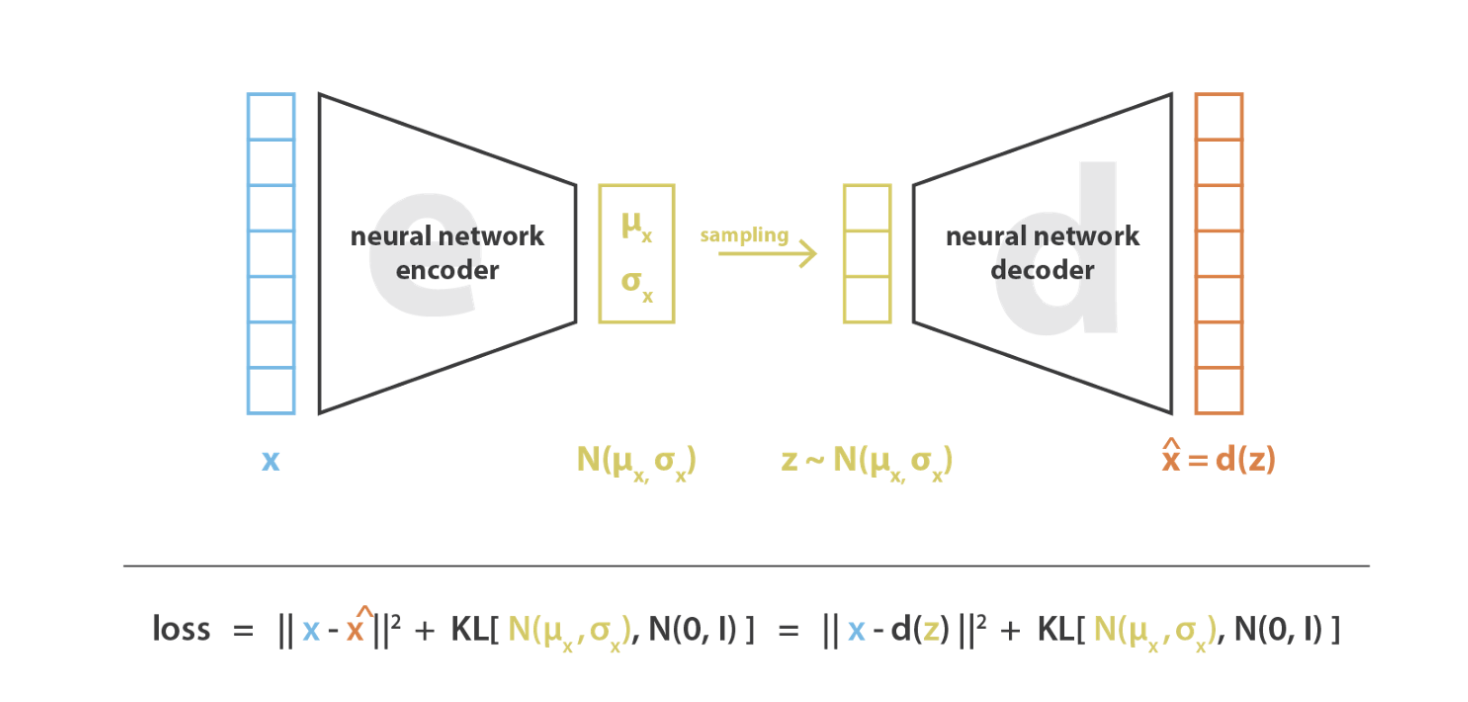 e
neural network
encoder
μx
σx
sampling
d
neural network
decoder
x
N(μx, σx)
z ~ N(μx, σx)
x̂ = d(z)
loss = || x - x̂ ||² + KL[ N(μx, σx), N(0, I) ] = || x - d(z) ||² + KL[ N(μx, σx), N(0, I) ]